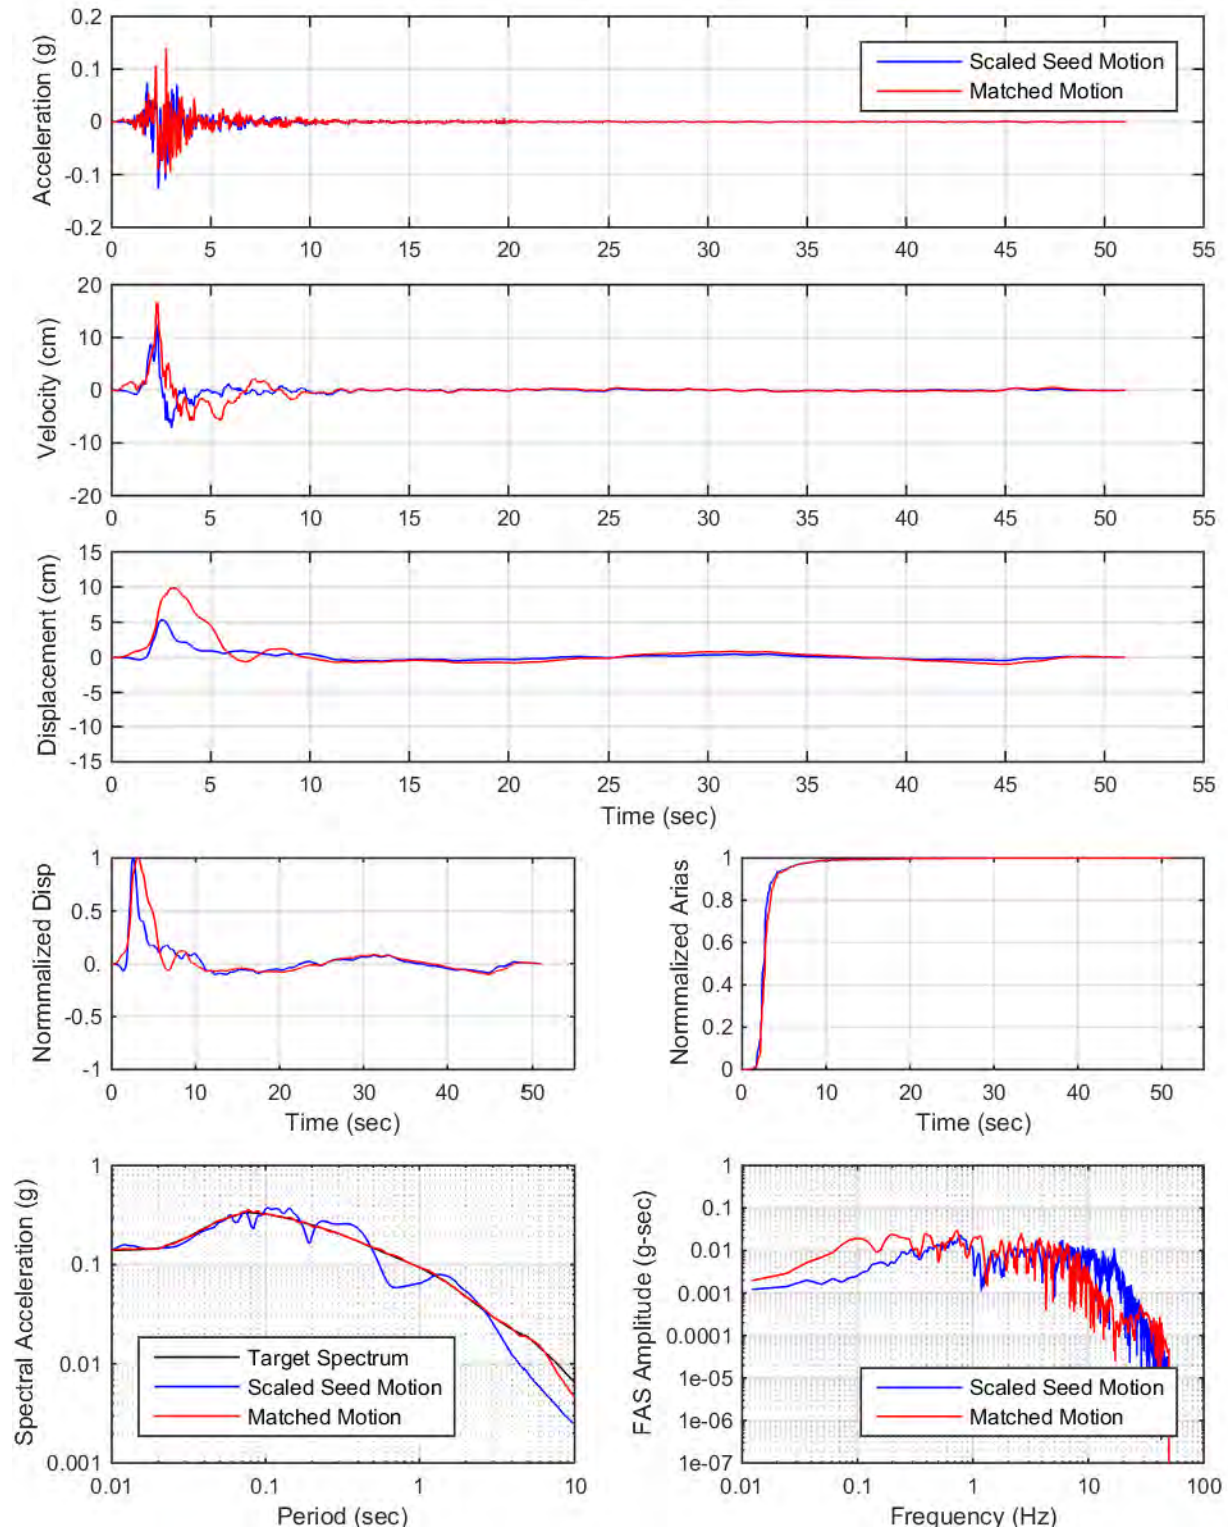 Acceleration (g)
0.2
0.1
0
-0.1
-0.2
Scaled Seed Motion
Matched Motion
0 5 10 15 20 25 30 35 40 45 50 55
Velocity (cm)
20
10
0
-10
-20
0 5 10 15 20 25 30 35 40 45 50 55
Displacement (cm)
15
10
5
0
-5
-10
-15
0 5 10 15 20 25 30 35 40 45 50 55
Time (sec)
Normmalized Disp
1
0.5
0
-0.5
-1
0 10 20 30 40 50
Time (sec)
Normmalized Arias
1
0.8
0.6
0.4
0.2
0
0 10 20 30 40 50
Time (sec)
Spectral Acceleration (g)
1
0.1
0.01
0.001
Target Spectrum
Scaled Seed Motion
Matched Motion
0.01 0.1 1 10
Period (sec)
FAS Amplitude (g-sec)
1
0.1
0.01
0.001
0.0001
1e-05
1e-06
1e-07
Scaled Seed Motion
Matched Motion
0.01 0.1 1 10 100
Frequency (Hz)